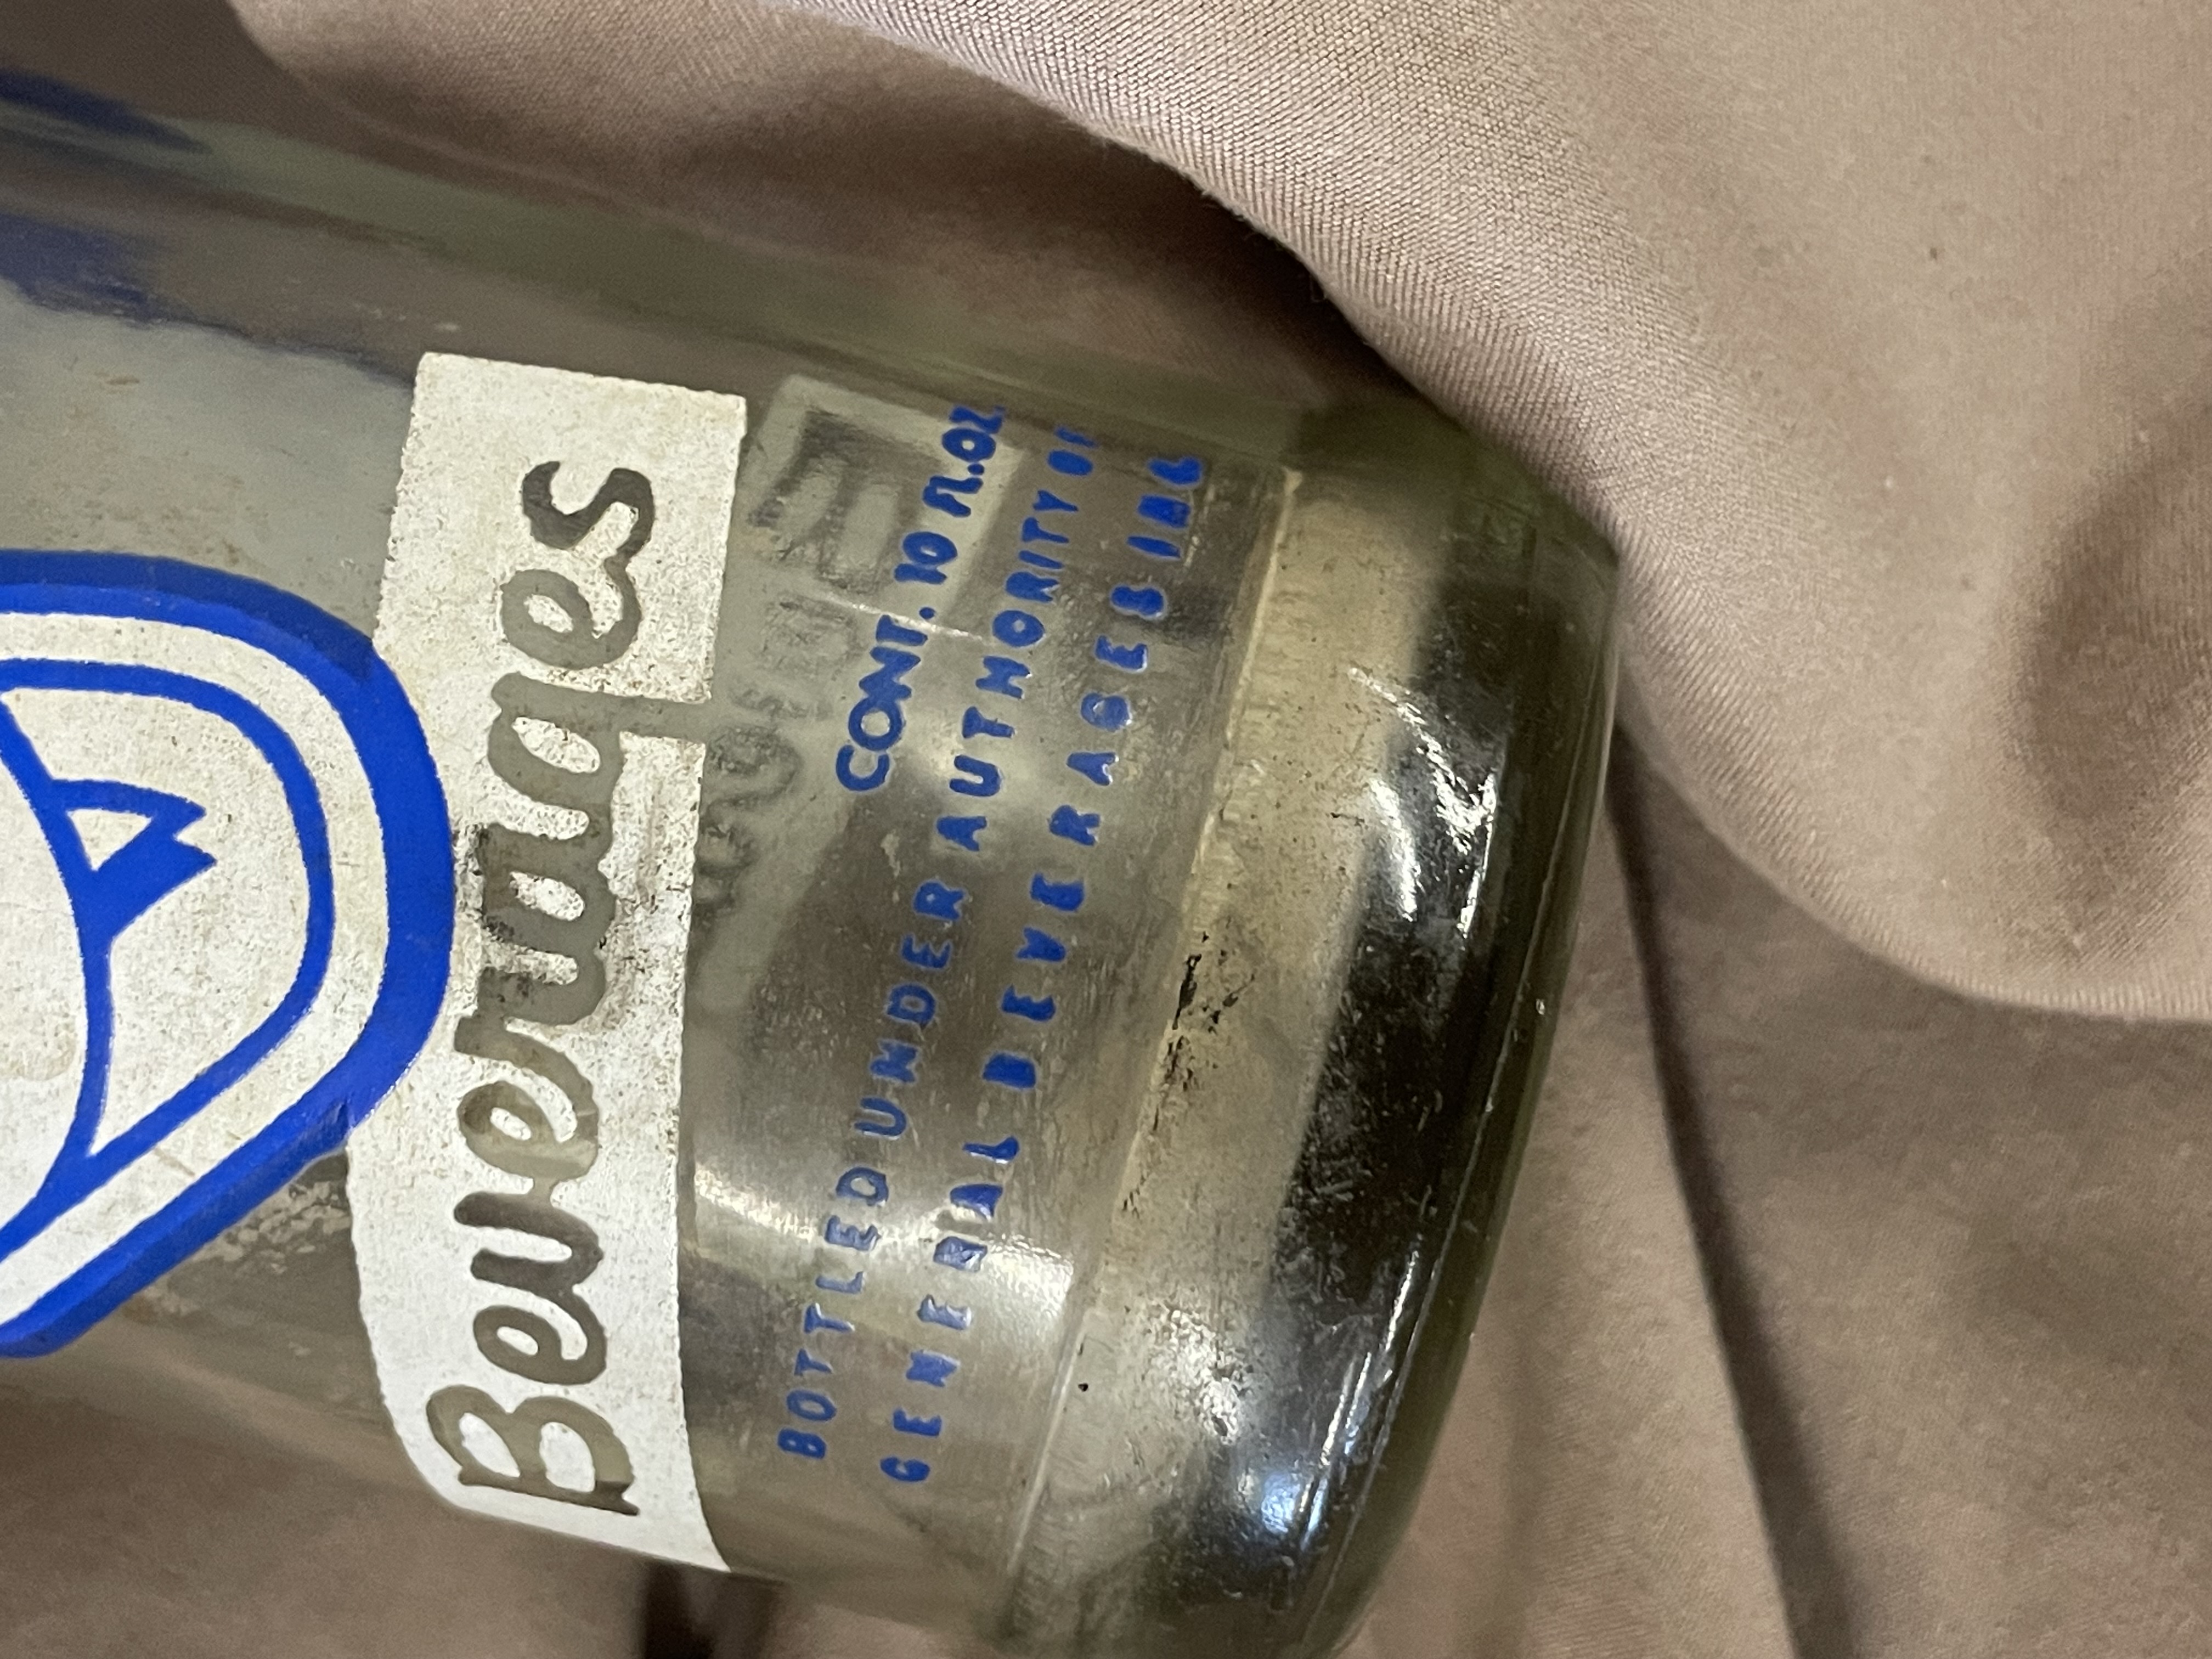 Beverages
CONT. 10 FL.OZ.
BOTTLED UNDER AUTHORITY OF
GENERAL BEVERAGES INC